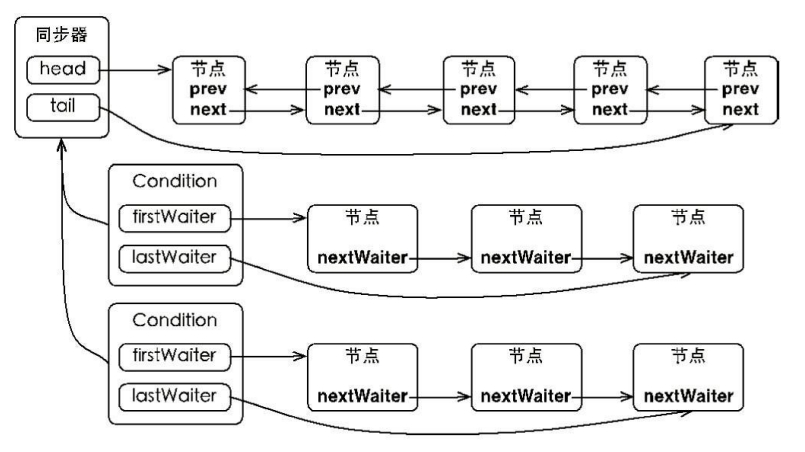 同步器
head
tail
节点 节点 节点 节点 节点
prev prev prev prev prev
next next next next next
Condition
firstWaiter
lastWaiter
节点 节点 节点
nextWaiter nextWaiter nextWaiter
Condition
firstWaiter
lastWaiter
节点 节点 节点
nextWaiter nextWaiter nextWaiter